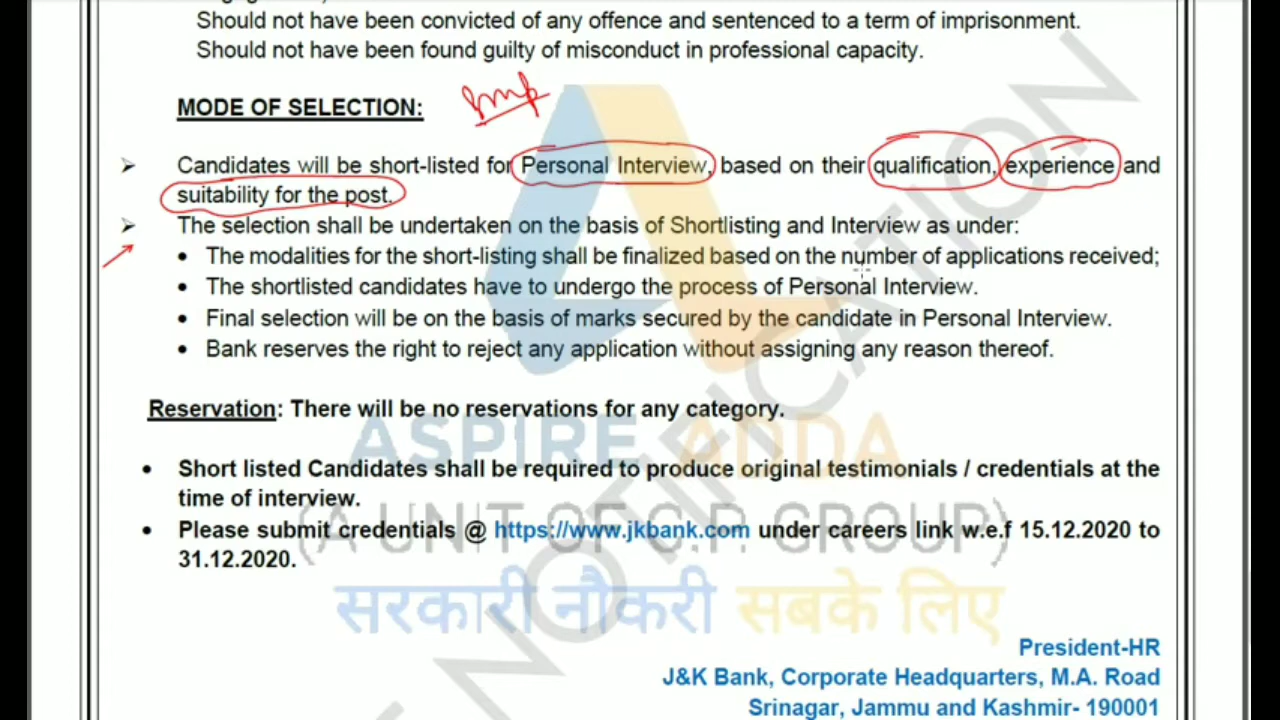 Should not have been convicted of any offence and sentenced to a term of imprisonment.
Should not have been found guilty of misconduct in professional capacity.
MODE OF SELECTION:
Imp
➢ Candidates will be short-listed for Personal Interview, based on their qualification, experience and
suitability for the post.
➢ The selection shall be undertaken on the basis of Shortlisting and Interview as under:
• The modalities for the short-listing shall be finalized based on the number of applications received;
• The shortlisted candidates have to undergo the process of Personal Interview.
• Final selection will be on the basis of marks secured by the candidate in Personal Interview.
• Bank reserves the right to reject any application without assigning any reason thereof.
Reservation: There will be no reservations for any category.
ASPIRE ADDA
• Short listed Candidates shall be required to produce original testimonials / credentials at the
time of interview.
(A UNIT OF C.P. GROUP)
• Please submit credentials @ https://www.jkbank.com under careers link w.e.f 15.12.2020 to
31.12.2020.
सरकारी नौकरी सबके लिए
NOTIFICATION
President-HR
J&K Bank, Corporate Headquarters, M.A. Road
Srinagar, Jammu and Kashmir- 190001